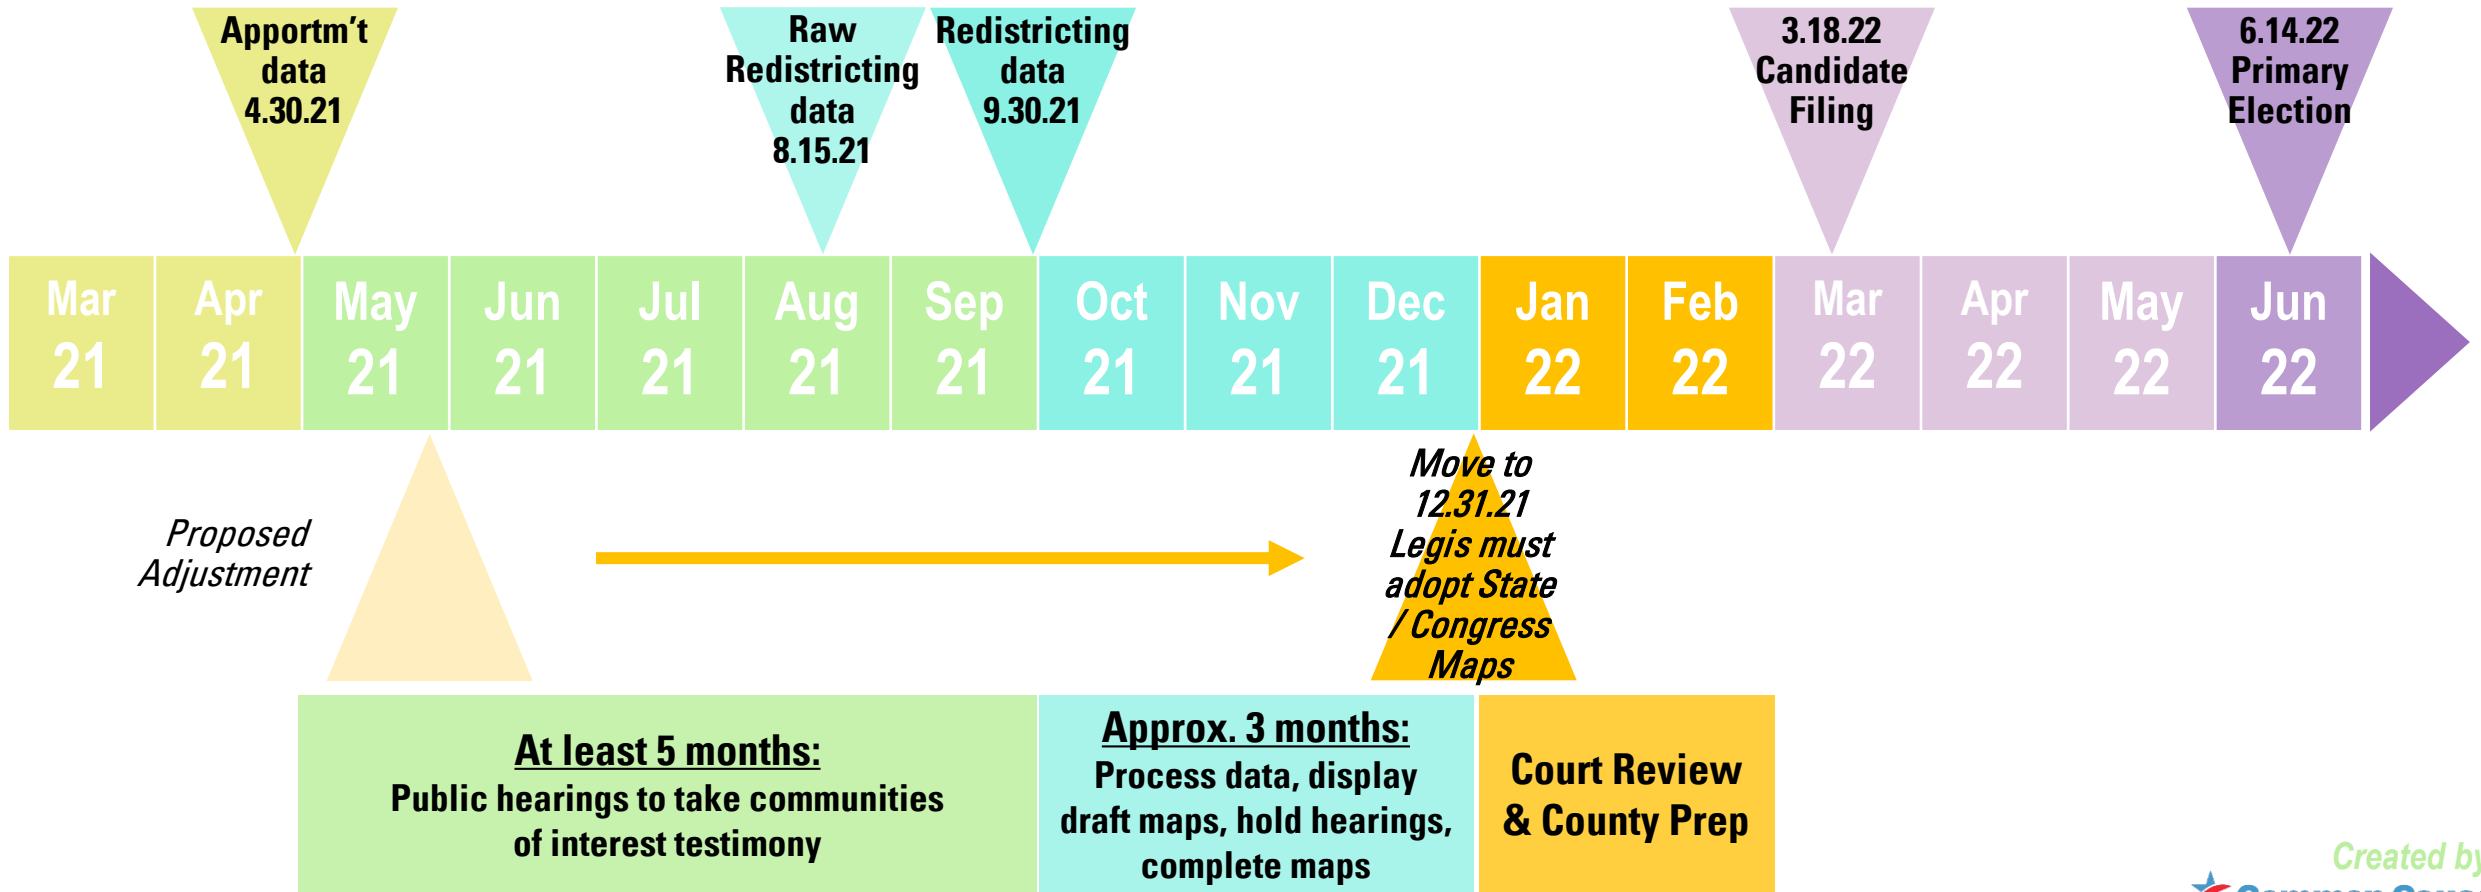 Apportm't
data
4.30.21
Raw
Redistricting
data
8.15.21
Redistricting
data
9.30.21
3.18.22
Candidate
Filing
6.14.22
Primary
Election
Mar
21
Apr
21
May
21
Jun
21
Jul
21
Aug
21
Sep
21
Oct
21
Nov
21
Dec
21
Jan
22
Feb
22
Mar
22
Apr
22
May
22
Jun
22
Proposed
Adjustment
Move to
12.31.21
Legis must
adopt State
/ Congress
Maps
At least 5 months:
Public hearings to take communities
of interest testimony
Approx. 3 months:
Process data, display
draft maps, hold hearings,
complete maps
Court Review
& County Prep
Created by